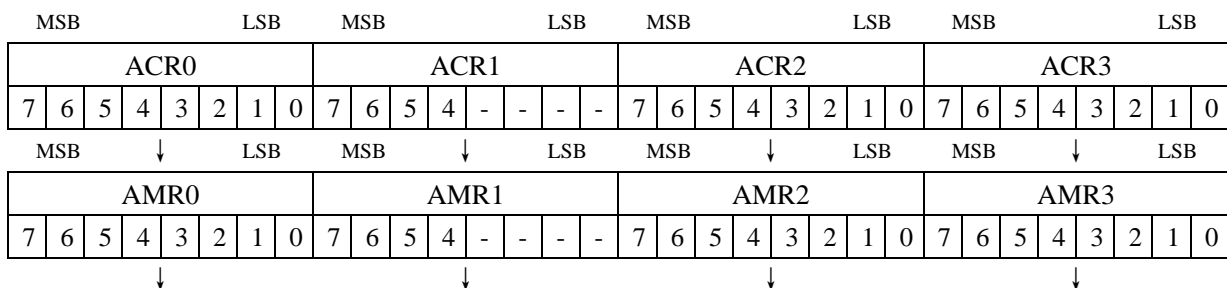 MSB LSB MSB LSB MSB LSB MSB LSB
ACR0 ACR1 ACR2 ACR3
7 6 5 4 3 2 1 0 7 6 5 4 - - - - 7 6 5 4 3 2 1 0 7 6 5 4 3 2 1 0
MSB ↓ LSB MSB ↓ LSB MSB ↓ LSB MSB ↓ LSB
AMR0 AMR1 AMR2 AMR3
7 6 5 4 3 2 1 0 7 6 5 4 - - - - 7 6 5 4 3 2 1 0 7 6 5 4 3 2 1 0
↓ ↓ ↓ ↓